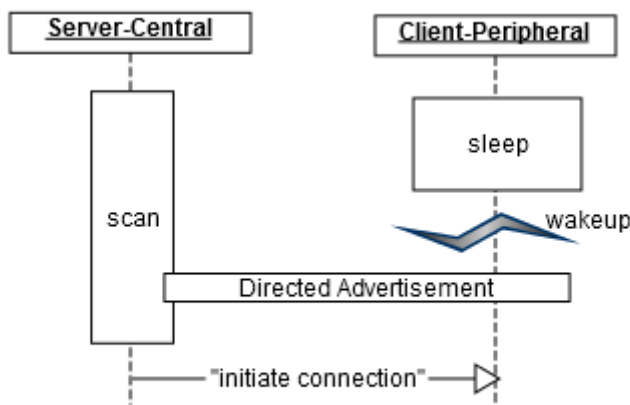 Server-Central
Client-Peripheral
sleep
scan
wakeup
Directed Advertisement
"initiate connection"